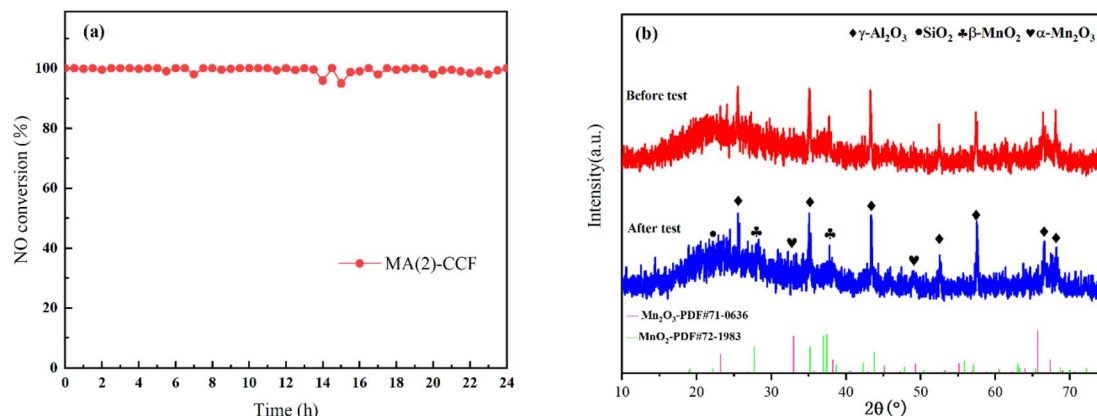 (a)
NO conversion (%)
100
80
60
40
20
0
MA(2)-CCF
0 2 4 6 8 10 12 14 16 18 20 22 24
Time (h)
(b)
♦γ-Al₂O₃ ●SiO₂ ♣β-MnO₂ ♥α-Mn₂O₃
Intensity(a.u.)
Before test
After test
Mn₂O₃-PDF#71-0636
MnO₂-PDF#72-1983
10 20 30 40 50 60 70
2θ (°)